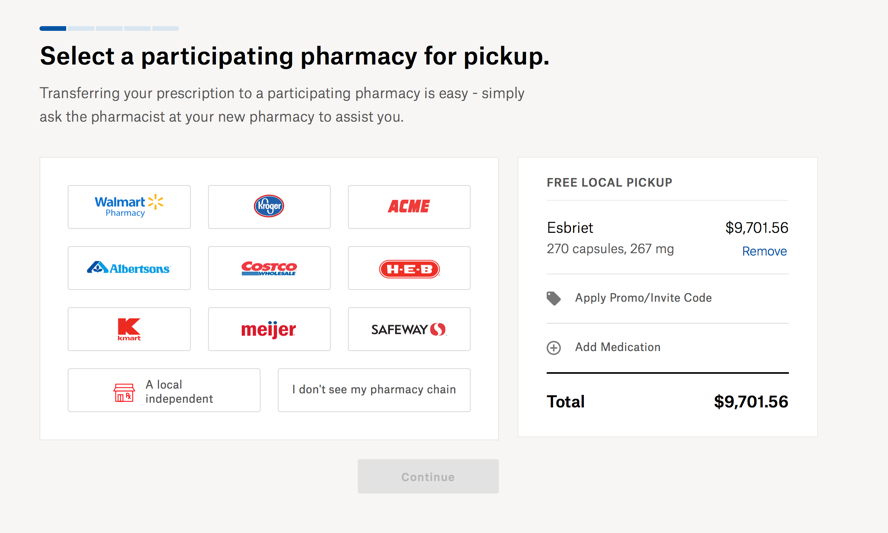 Select a participating pharmacy for pickup.
Transferring your prescription to a participating pharmacy is easy - simply
ask the pharmacist at your new pharmacy to assist you.
Walmart
Pharmacy
Kroger
ACME
Albertsons
COSTCO
WHOLESALE
H-E-B
K
kmart
meijer
SAFEWAY
A local
independent
I don't see my pharmacy chain
Continue
FREE LOCAL PICKUP
Esbriet $9,701.56
270 capsules, 267 mg Remove
Apply Promo/Invite Code
Add Medication
Total $9,701.56